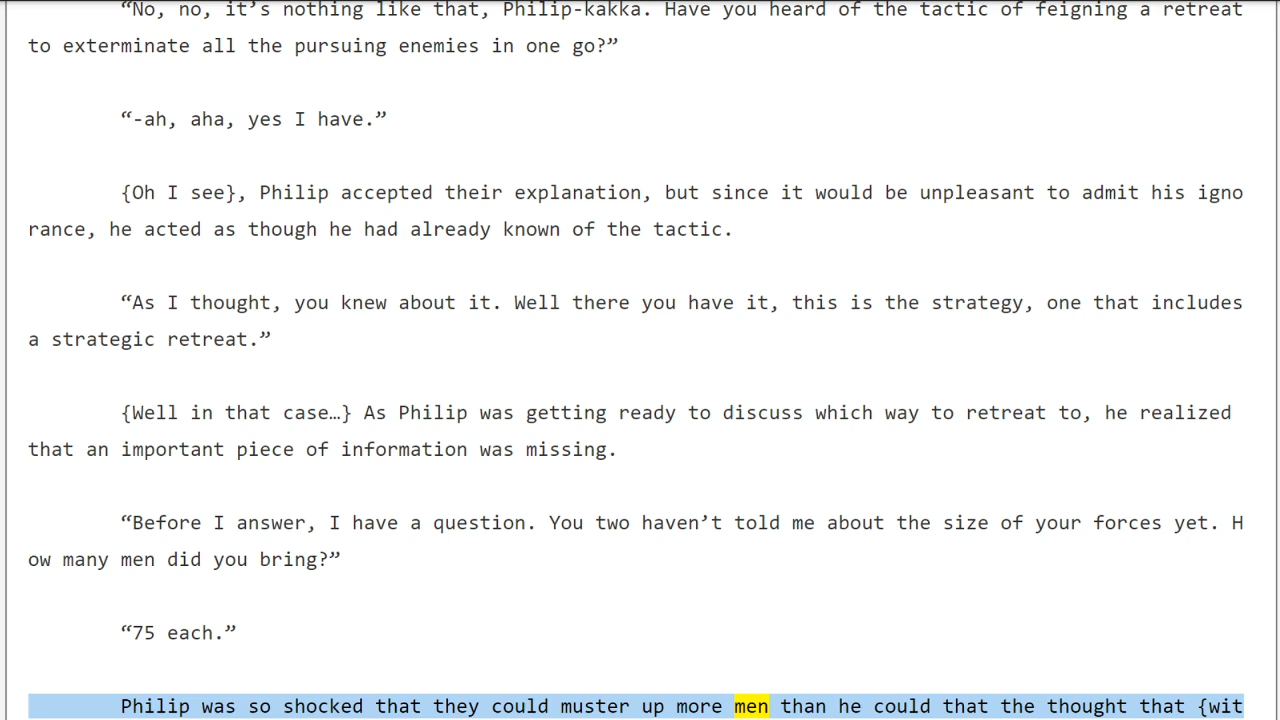 “No, no, it’s nothing like that, Philip-kakka. Have you heard of the tactic of feigning a retreat
to exterminate all the pursuing enemies in one go?”
“-ah, aha, yes I have.”
{Oh I see}, Philip accepted their explanation, but since it would be unpleasant to admit his igno
rance, he acted as though he had already known of the tactic.
“As I thought, you knew about it. Well there you have it, this is the strategy, one that includes
a strategic retreat.”
{Well in that case…} As Philip was getting ready to discuss which way to retreat to, he realized
that an important piece of information was missing.
“Before I answer, I have a question. You two haven’t told me about the size of your forces yet. H
ow many men did you bring?”
“75 each.”
Philip was so shocked that they could muster up more men than he could that the thought that {wit